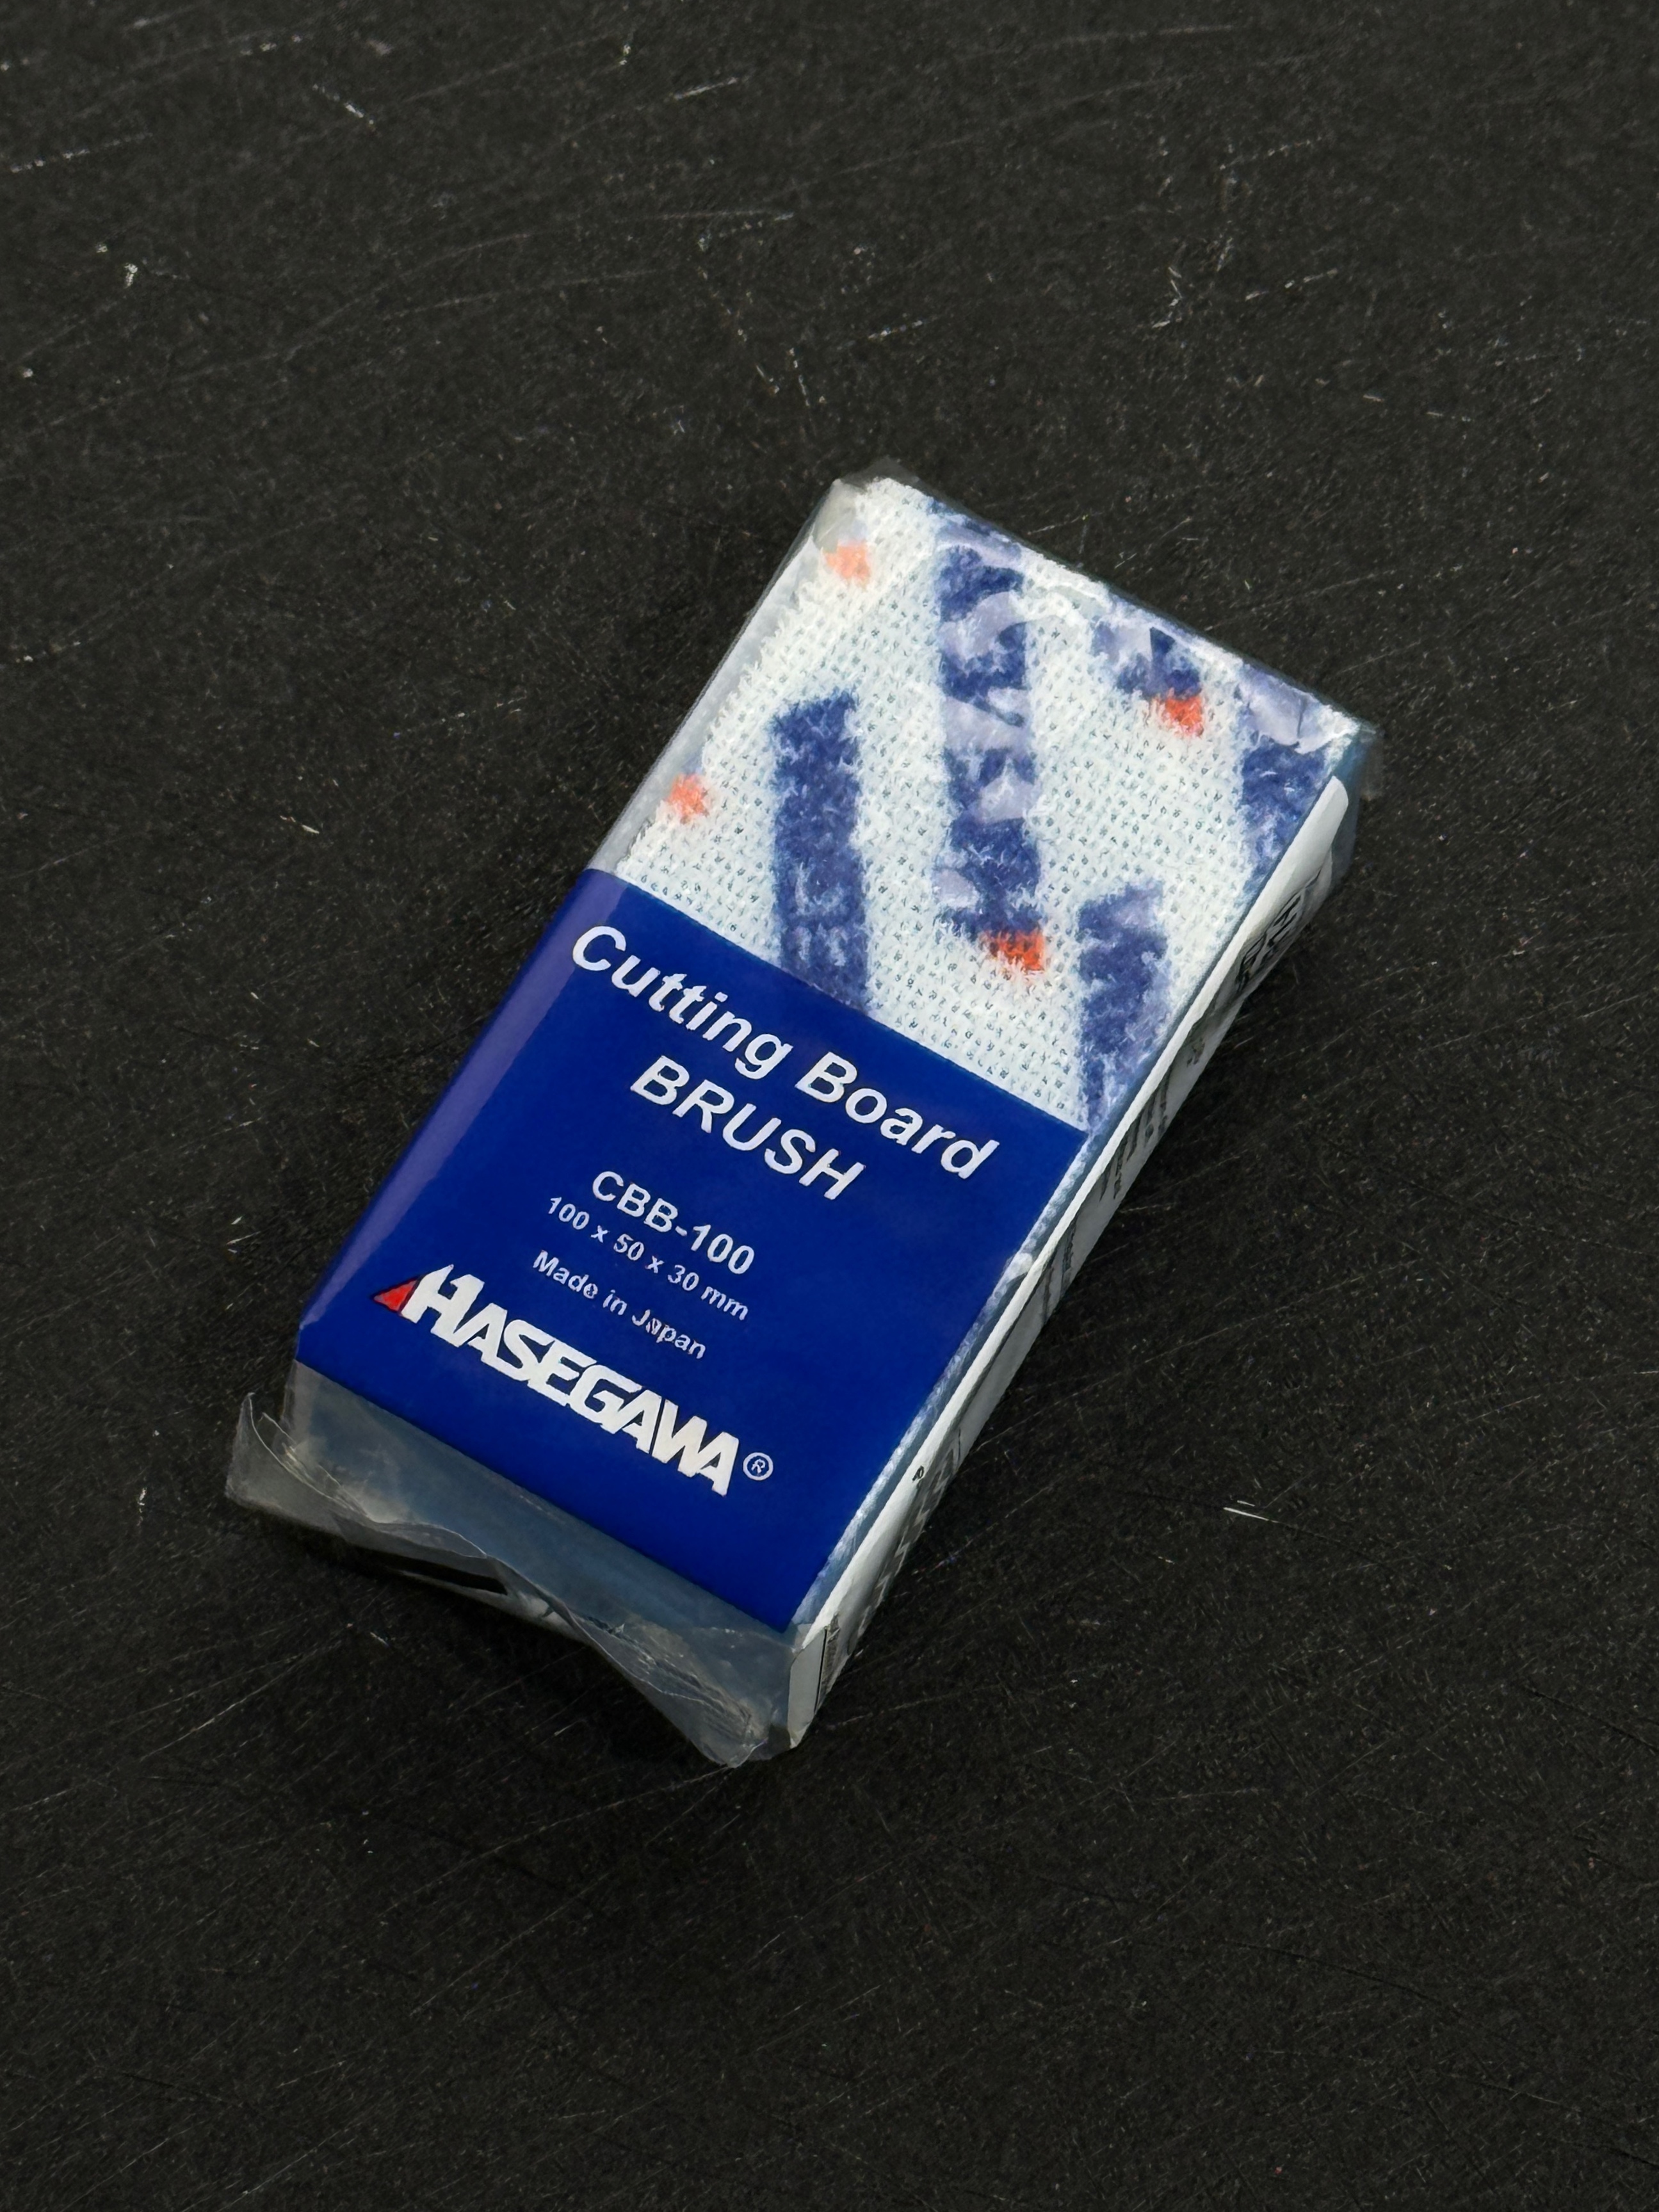 Cutting Board
BRUSH
CBB-100
100 x 50 x 30 mm
Made in Japan
HASEGAWA®